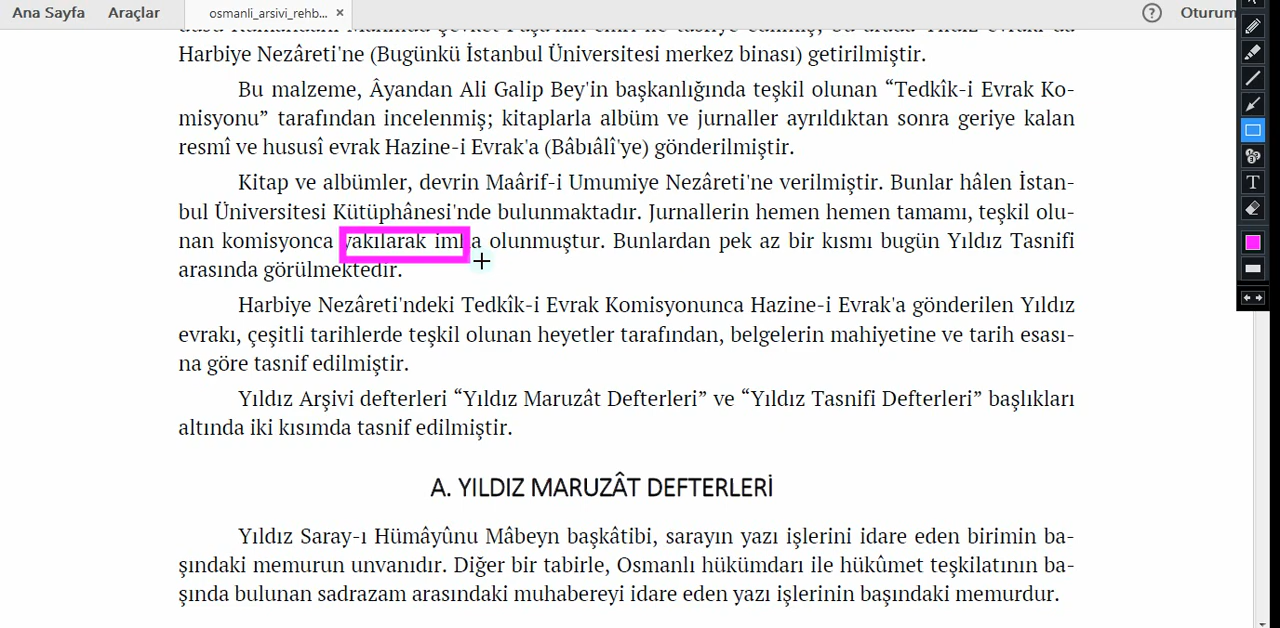 Ana Sayfa Araçlar osmanli_arsivi_rehb... × ? Oturum
Harbiye Nezâreti'ne (Bugünkü İstanbul Üniversitesi merkez binası) getirilmiştir.
Bu malzeme, Âyandan Ali Galip Bey'in başkanlığında teşkil olunan “Tedkîk-i Evrak Ko-
misyonu” tarafından incelenmiş; kitaplarla albüm ve jurnaller ayrıldıktan sonra geriye kalan
resmî ve hususî evrak Hazine-i Evrak'a (Bâbıâlî'ye) gönderilmiştir.
Kitap ve albümler, devrin Maârif-i Umumiye Nezâreti'ne verilmiştir. Bunlar hâlen İstan-
bul Üniversitesi Kütüphânesi'nde bulunmaktadır. Jurnallerin hemen hemen tamamı, teşkil olu-
nan komisyonca yakılarak imha olunmuştur. Bunlardan pek az bir kısmı bugün Yıldız Tasnifi
arasında görülmektedir.
Harbiye Nezâreti'ndeki Tedkîk-i Evrak Komisyonunca Hazine-i Evrak'a gönderilen Yıldız
evrakı, çeşitli tarihlerde teşkil olunan heyetler tarafından, belgelerin mahiyetine ve tarih esası-
na göre tasnif edilmiştir.
Yıldız Arşivi defterleri “Yıldız Maruzât Defterleri” ve “Yıldız Tasnifi Defterleri” başlıkları
altında iki kısımda tasnif edilmiştir.
A. YILDIZ MARUZÂT DEFTERLERİ
Yıldız Saray-ı Hümâyûnu Mâbeyn başkâtibi, sarayın yazı işlerini idare eden birimin ba-
şındaki memurun unvanıdır. Diğer bir tabirle, Osmanlı hükümdarı ile hükûmet teşkilatının ba-
şında bulunan sadrazam arasındaki muhabereyi idare eden yazı işlerinin başındaki memurdur.